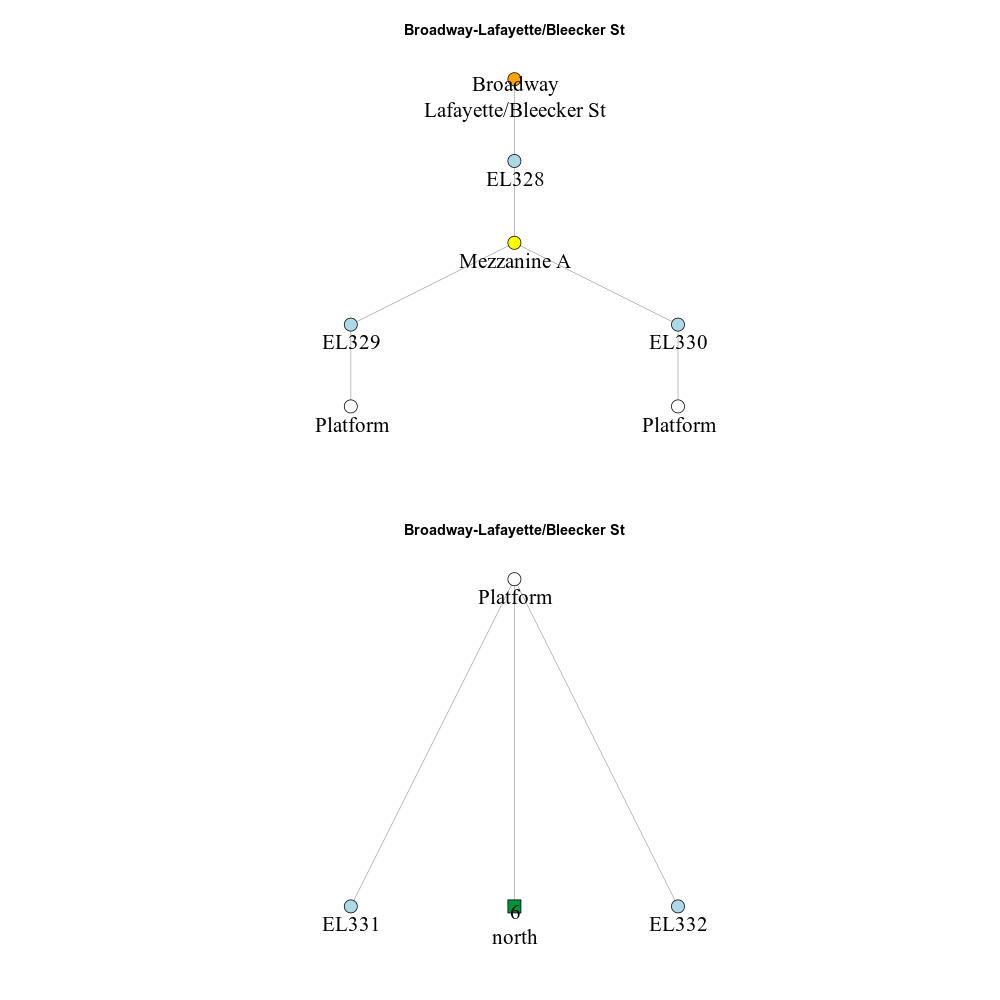 Broadway-Lafayette/Bleecker St
Broadway
Lafayette/Bleecker St
EL328
Mezzanine A
EL329
EL330
Platform
Platform
Broadway-Lafayette/Bleecker St
Platform
EL331
6
north
EL332